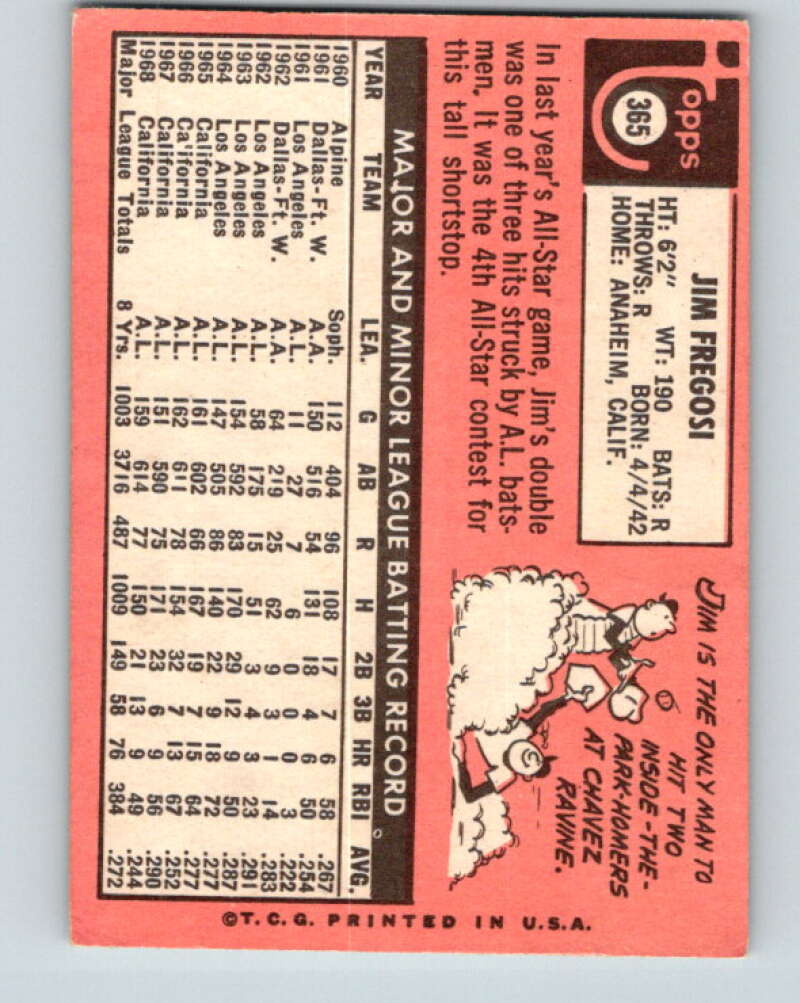 Topps
365
JIM FREGOSI
HT: 6'2" WT: 190 BATS: R
THROWS: R BORN: 4/4/42
HOME: ANAHEIM, CALIF.
In last year's All-Star game, Jim's double
was one of three hits struck by A.L. bats-
men. It was the 4th All-Star contest for
this tall shortstop.
JIM IS THE ONLY MAN TO
HIT TWO
INSIDE-THE-
PARK-HOMERS
AT CHAVEZ
RAVINE.
MAJOR AND MINOR LEAGUE BATTING RECORD
YEAR TEAM LEA. G AB R H 2B 3B HR RBI AVG.
1960 Alpine Soph. 112 404 96 108 17 7 6 58 .267
1961 Dallas-Ft. W. A.A. 150 516 54 131 18 4 6 50 .254
1961 Los Angeles A.L. 11 27 7 6 0 0 0 3 .222
1962 Dallas-Ft. W. A.A. 64 219 25 62 9 3 1 14 .283
1962 Los Angeles A.L. 58 175 15 51 3 4 3 23 .291
1963 Los Angeles A.L. 154 592 83 170 29 12 9 50 .287
1964 Los Angeles A.L. 147 505 86 140 22 9 18 72 .277
1965 California A.L. 161 602 66 167 19 7 15 64 .277
1966 California A.L. 162 611 78 154 32 7 13 67 .252
1967 California A.L. 151 590 75 171 23 6 9 56 .290
1968 California A.L. 159 614 77 150 21 13 9 49 .244
Major League Totals 8 Yrs. 1003 3716 487 1009 149 58 76 384 .272
©T.C.G. PRINTED IN U.S.A.